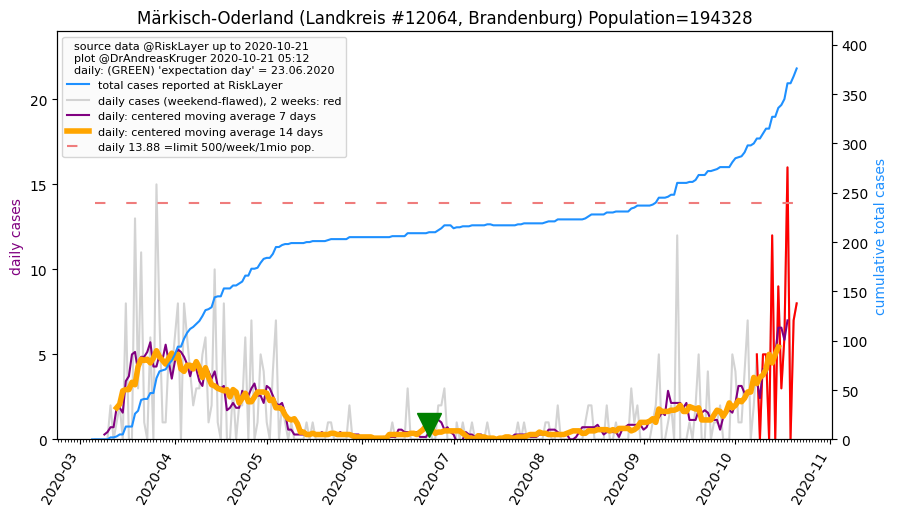 Märkisch-Oderland (Landkreis #12064, Brandenburg) Population=194328
source data @RiskLayer up to 2020-10-21
plot @DrAndreasKruger 2020-10-21 05:12
daily: (GREEN) 'expectation day' = 23.06.2020
total cases reported at RiskLayer
daily cases (weekend-flawed), 2 weeks: red
daily: centered moving average 7 days
daily: centered moving average 14 days
daily 13.88 =limit 500/week/1mio pop.
daily cases
20
15
10
5
0
cumulative total cases
400
350
300
250
200
150
100
50
0
2020-03
2020-04
2020-05
2020-06
2020-07
2020-08
2020-09
2020-10
2020-11